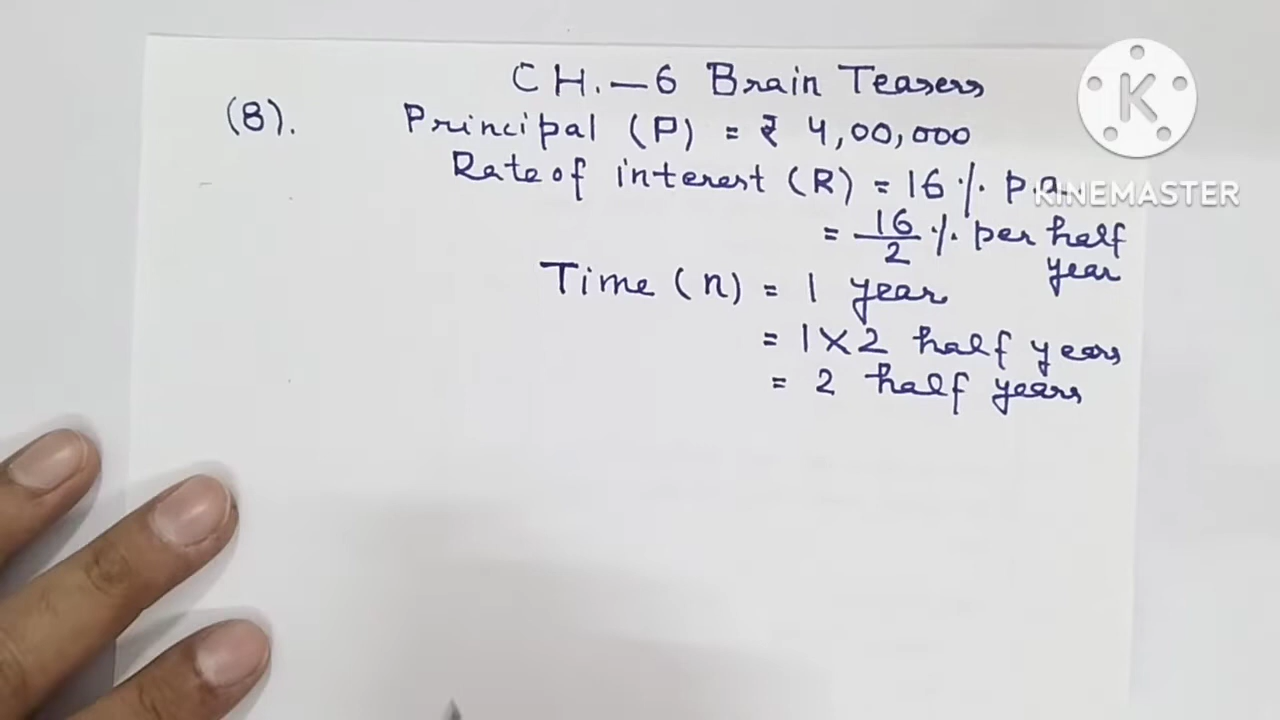 CH.-6 Brain Teasers
(8). Principal (P) = ₹ 4,00,000
Rate of interest (R) = 16 % p.a.
= 16/2 % per half year
Time (n) = 1 year
= 1 × 2 half years
= 2 half years
K
KINEMASTER